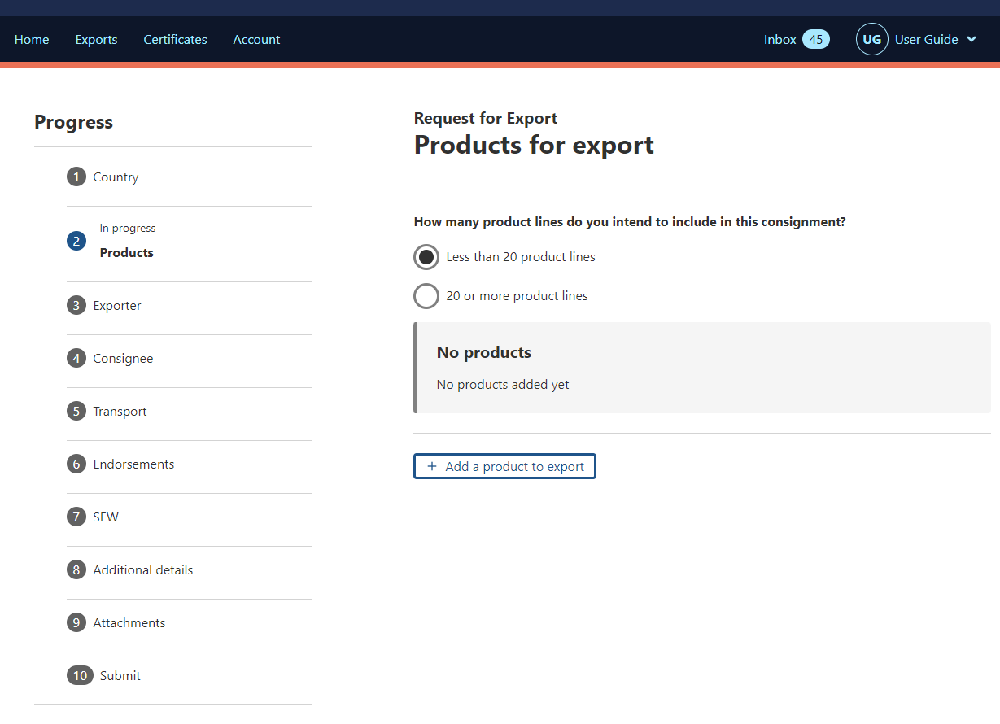 Home Exports Certificates Account Inbox 45 UG User Guide
Progress
1 Country
In progress
2 Products
3 Exporter
4 Consignee
5 Transport
6 Endorsements
7 SEW
8 Additional details
9 Attachments
10 Submit
Request for Export
Products for export
How many product lines do you intend to include in this consignment?
Less than 20 product lines
20 or more product lines
No products
No products added yet
+ Add a product to export